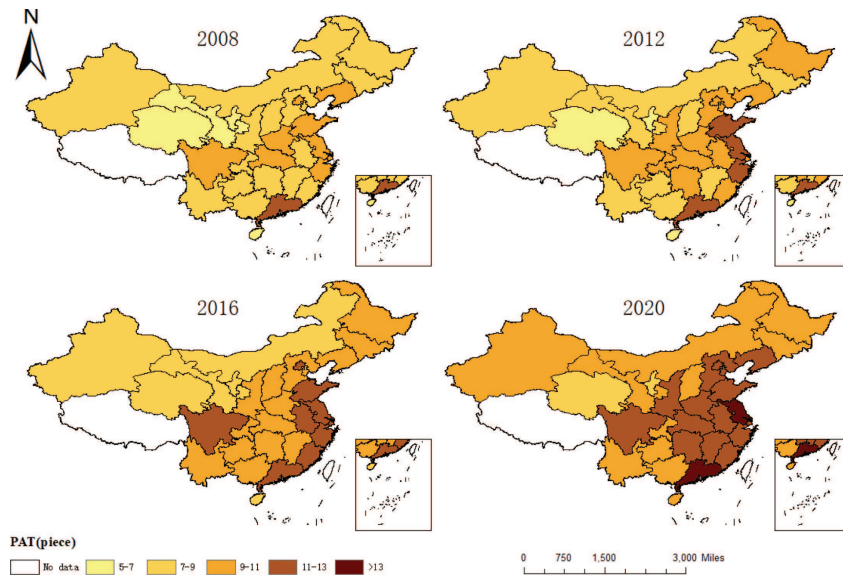 N
2008
2012
2016
2020
PAT(piece)
No data 5-7 7-9 9-11 11-13 >13
0 750 1,500 3,000 Miles